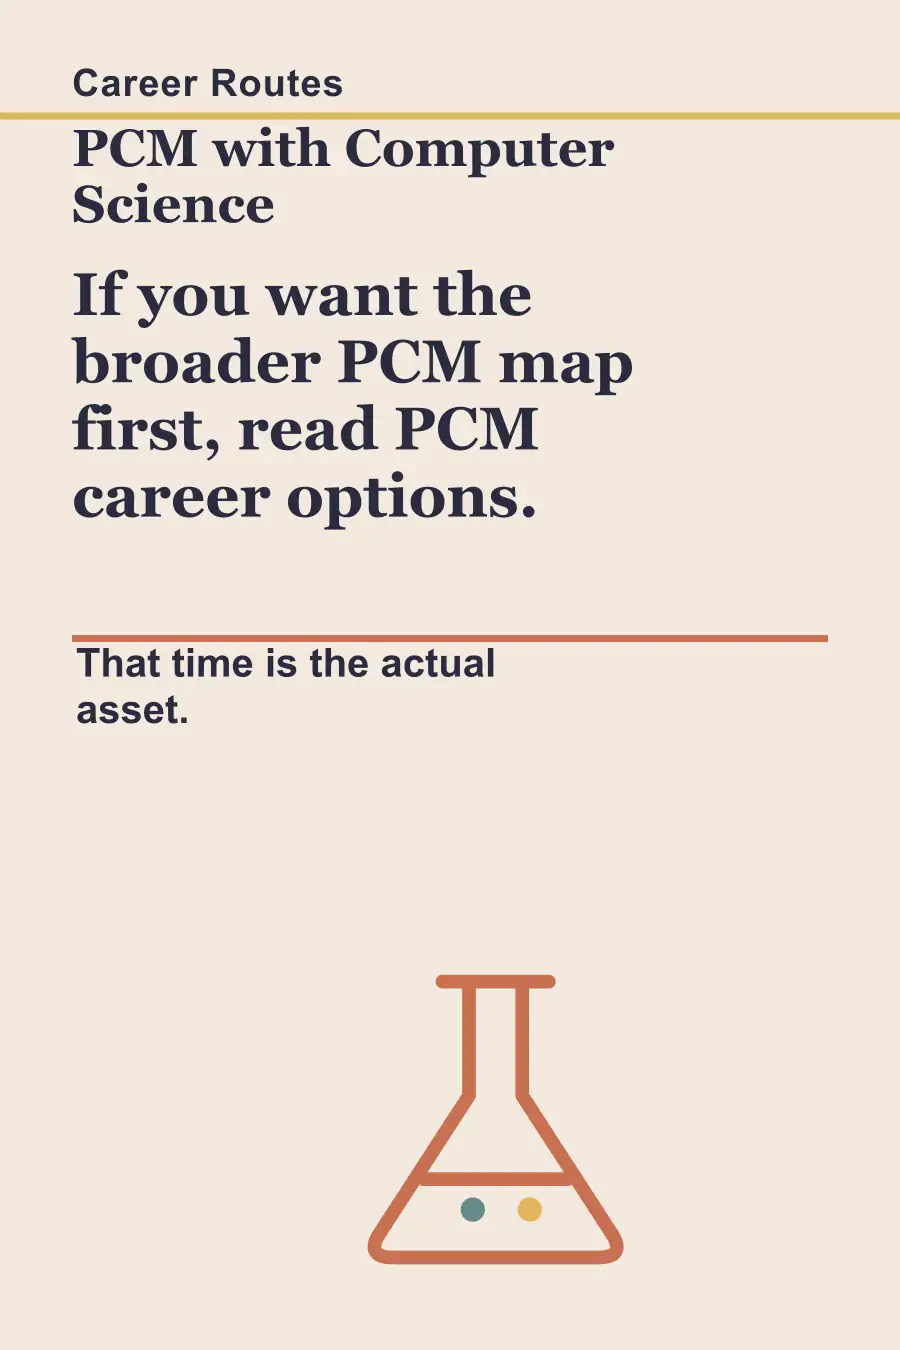 Career Routes
PCM with Computer
Science
If you want the
broader PCM map
first, read PCM
career options.
That time is the actual
asset.